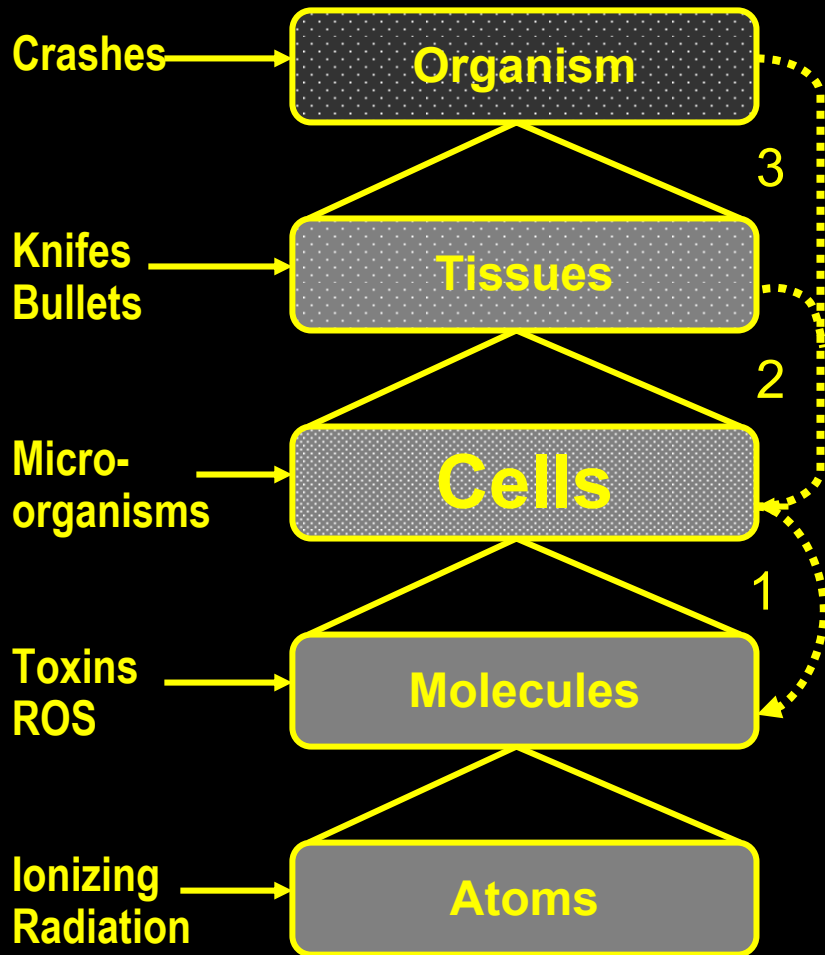 Crashes
Organism
3
Knifes
Bullets
Tissues
2
Micro-
organisms
Cells
1
Toxins
ROS
Molecules
Ionizing
Radiation
Atoms